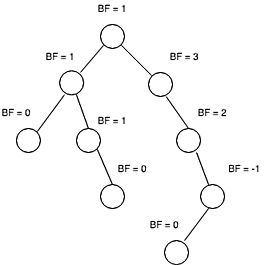 BF = 1
BF = 1
BF = 3
BF = 0
BF = 1
BF = 2
BF = 0
BF = -1
BF = 0